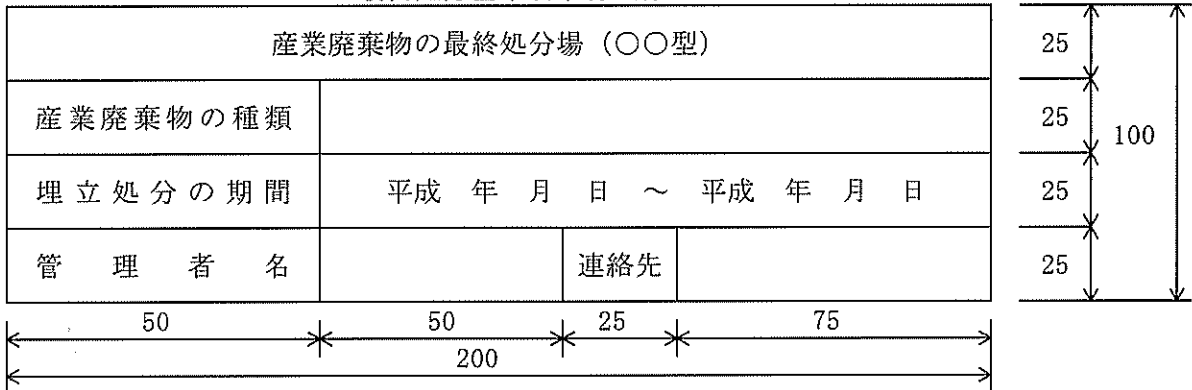 産業廃棄物の最終処分場（○○型）
25
産業廃棄物の種類
25
100
埋立処分の期間 平成 年 月 日 ～ 平成 年 月 日
25
管理者名 連絡先
25
50 50 25 75
200